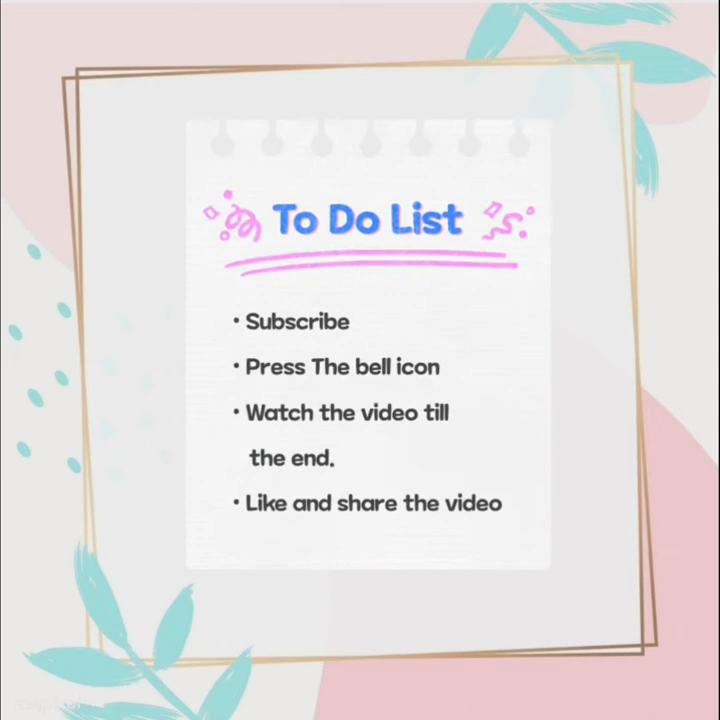 To Do List
• Subscribe
• Press The bell icon
• Watch the video till
the end.
• Like and share the video